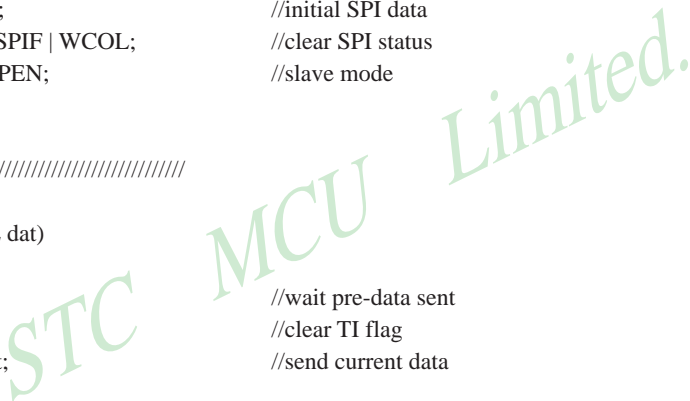 ; //initial SPI data
SPIF | WCOL; //clear SPI status
PEN; //slave mode
////////////////////////////
dat)
//wait pre-data sent
//clear TI flag
; //send current data
STC MCU Limited.